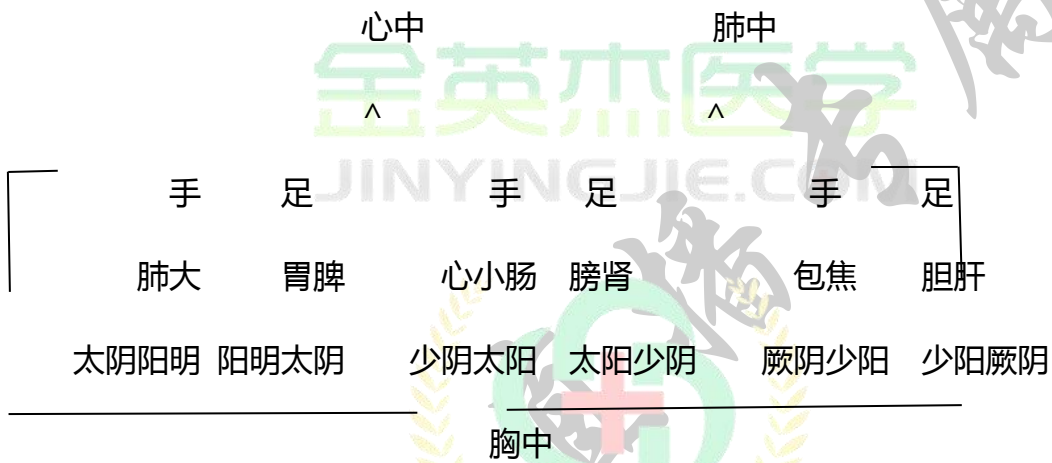 心中 肺中
金英杰医学
^ ^
JINYINGJIE.COM
手 足 手 足 手 足
肺大 胃脾 心小肠 膀肾 包焦 胆肝
太阴阳明 阳明太阴 少阴太阳 太阳少阴 厥阴少阳 少阳厥阴
胸中